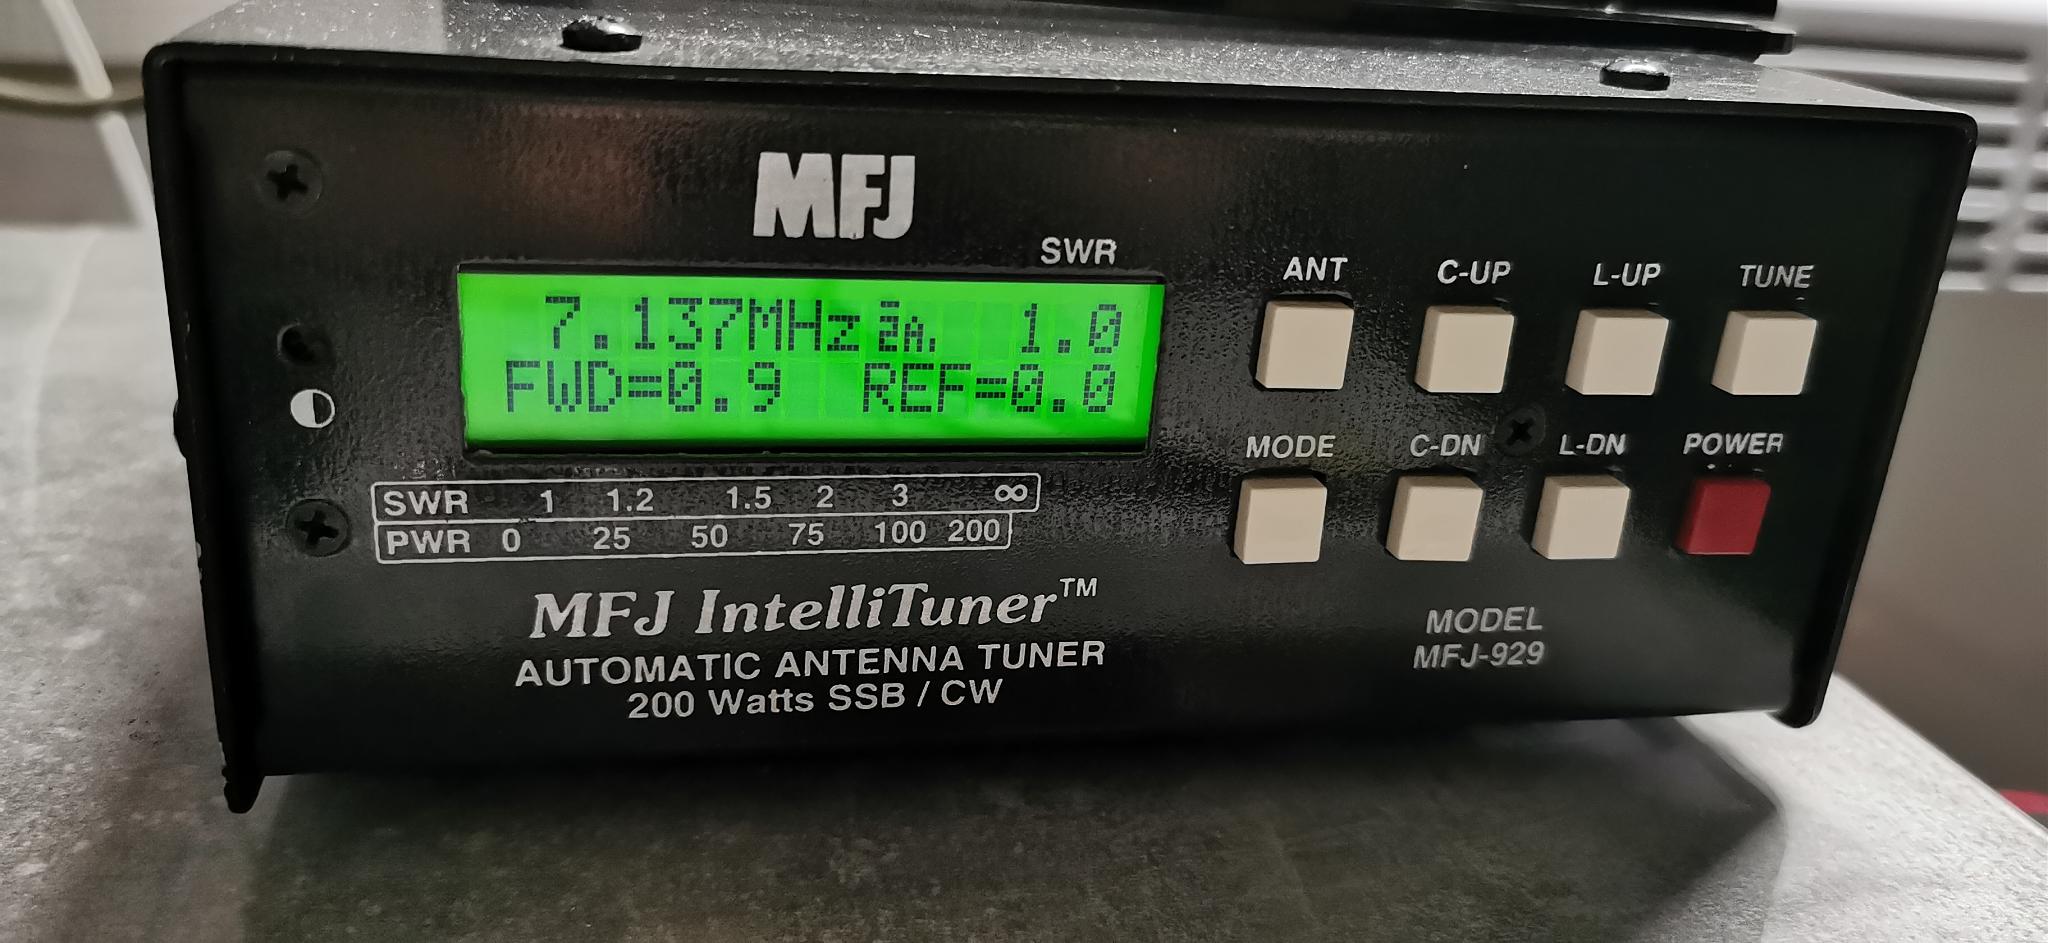 MFJ
SWR
7.137MHz 1.0
FWD=0.9 REF=0.0
SWR 1 1.2 1.5 2 3 ∞
PWR 0 25 50 75 100 200
MFJ IntelliTuner™
AUTOMATIC ANTENNA TUNER
200 Watts SSB / CW
ANT C-UP L-UP TUNE
MODE C-DN L-DN POWER
MODEL
MFJ-929